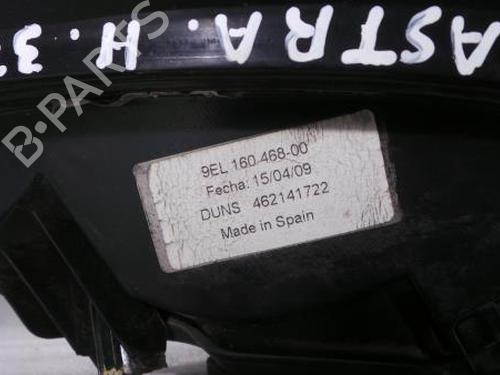 ASTRA. H. 3
9EL 160 468-00
Fecha: 15/04/09
DUNS 462141722
Made in Spain
B-PARTS